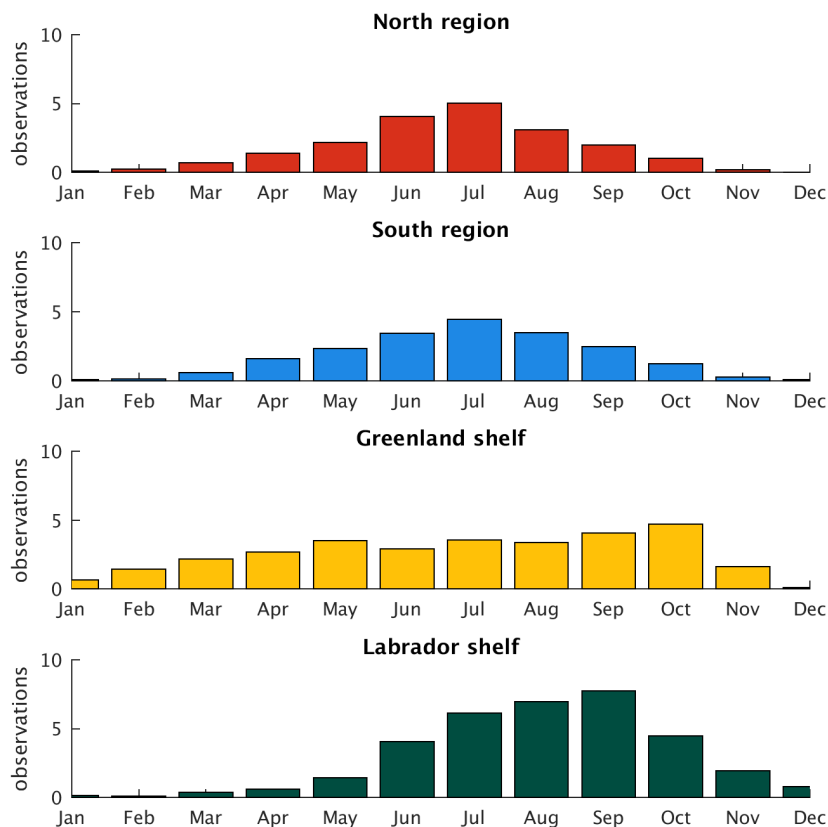 North region
observations
10
5
0
Jan Feb Mar Apr May Jun Jul Aug Sep Oct Nov Dec
South region
observations
10
5
0
Jan Feb Mar Apr May Jun Jul Aug Sep Oct Nov Dec
Greenland shelf
observations
10
5
0
Jan Feb Mar Apr May Jun Jul Aug Sep Oct Nov Dec
Labrador shelf
observations
10
5
0
Jan Feb Mar Apr May Jun Jul Aug Sep Oct Nov Dec